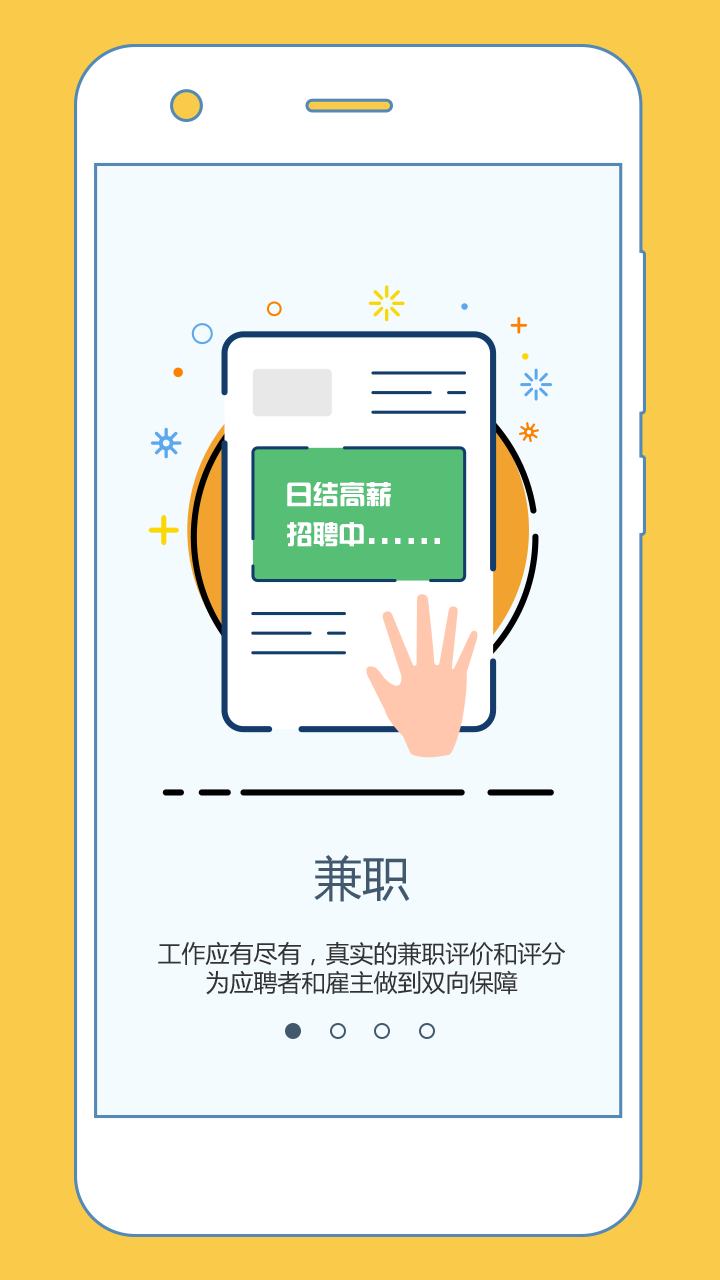 日结高薪
招聘中......
兼职
工作应有尽有，真实的兼职评价和评分
为应聘者和雇主做到双向保障